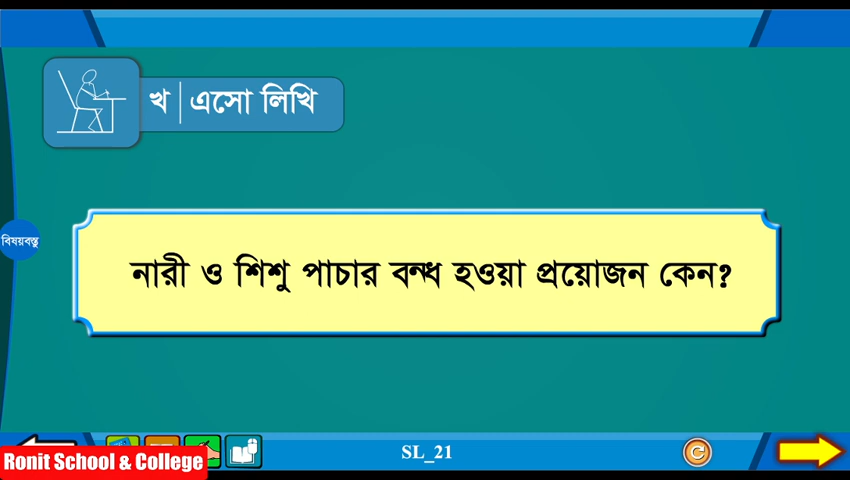 খ | এসো লিখি
বিষয়বস্তু
নারী ও শিশু পাচার বন্ধ হওয়া প্রয়োজন কেন?
SL_21
Ronit School & College